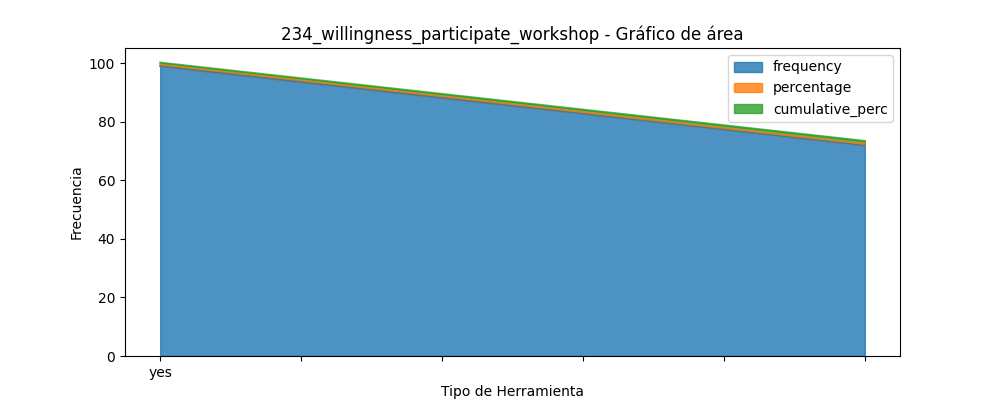 234_willingness_participate_workshop - Gráfico de área
frequency
percentage
cumulative_perc
100
80
60
40
20
0
Frecuencia
yes
Tipo de Herramienta